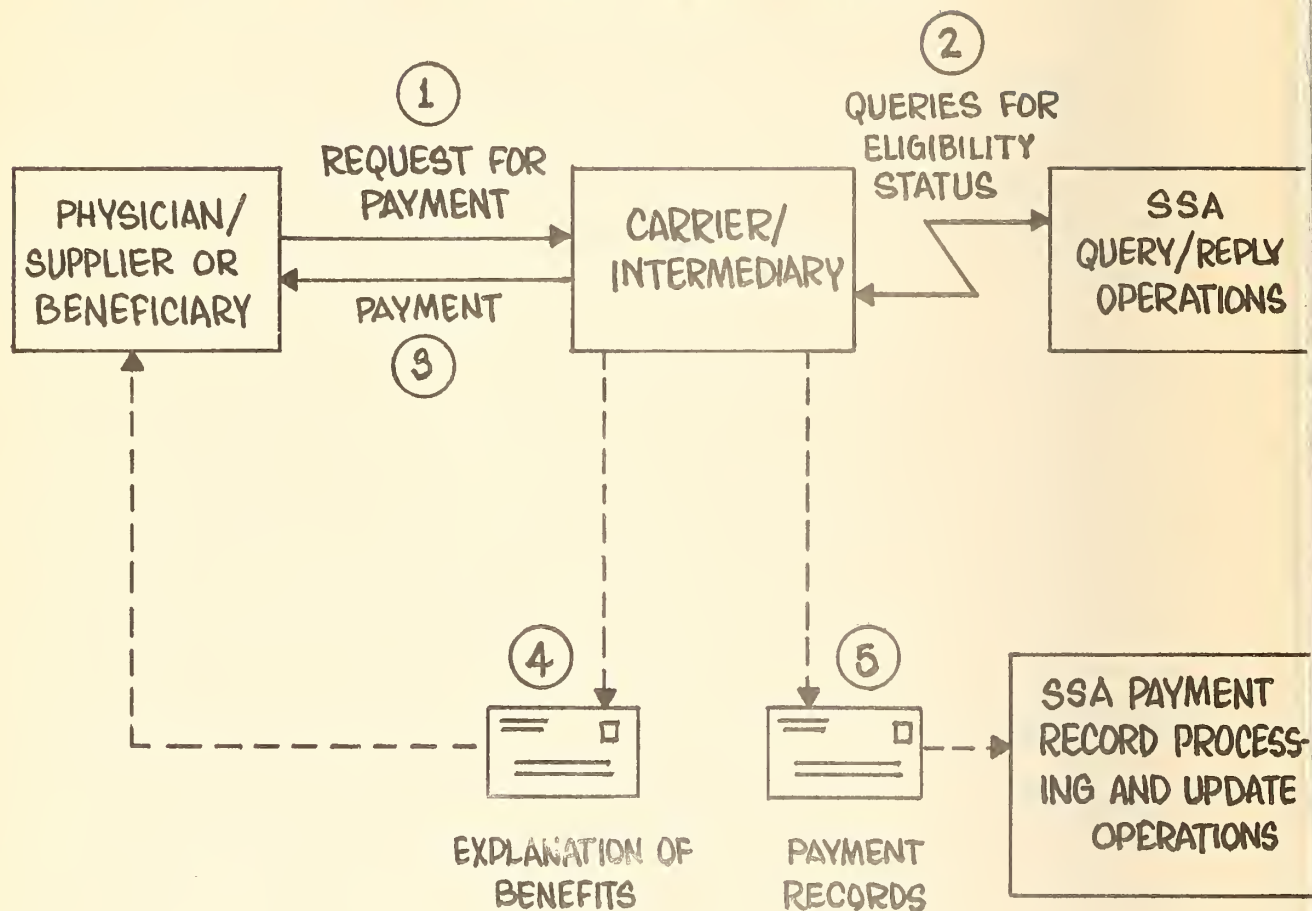 1
REQUEST FOR
PAYMENT
2
QUERIES FOR
ELIGIBILITY
STATUS
PHYSICIAN/
SUPPLIER OR
BENEFICIARY
CARRIER/
INTERMEDIARY
SSA
QUERY/REPLY
OPERATIONS
PAYMENT
3
4
EXPLANATION OF
BENEFITS
5
PAYMENT
RECORDS
SSA PAYMENT
RECORD PROCESS-
ING AND UPDATE
OPERATIONS